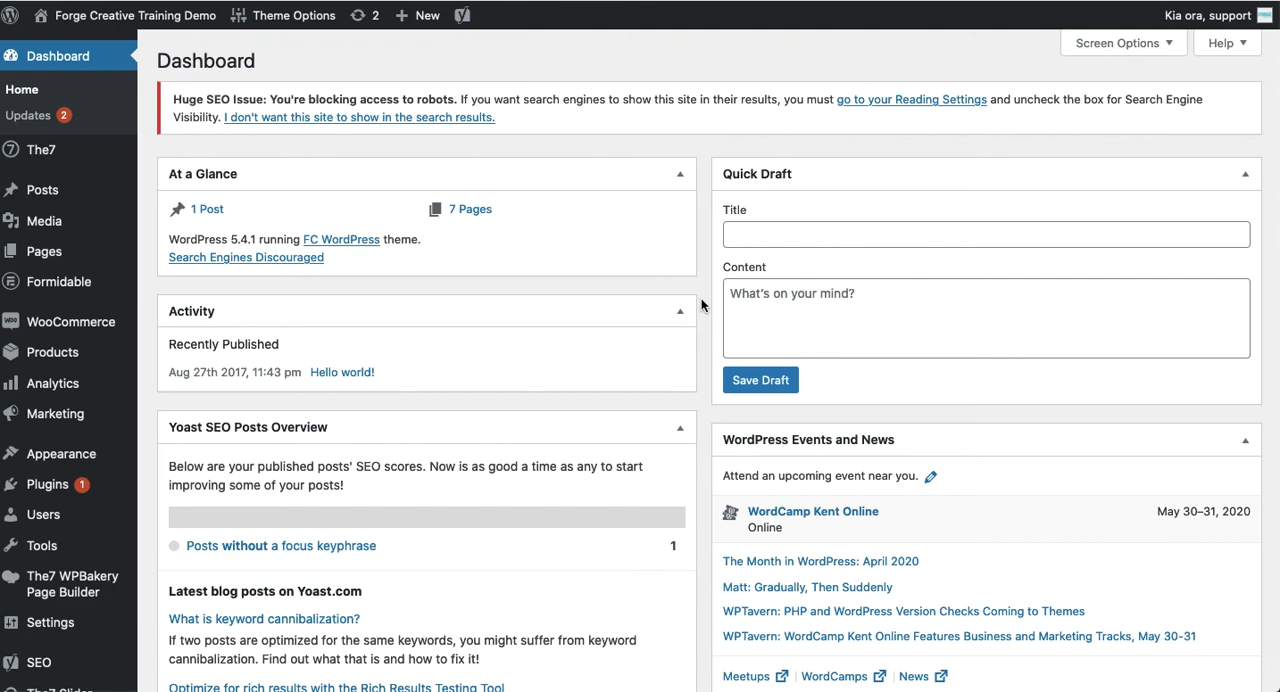 Forge Creative Training Demo
Theme Options
2
New
Kia ora, support
Dashboard
Home
Updates 2
The7
Posts
Media
Pages
Formidable
WooCommerce
Products
Analytics
Marketing
Appearance
Plugins 1
Users
Tools
The7 WPBakery
Page Builder
Settings
SEO
The7 Slider
Screen Options
Help
Dashboard
Huge SEO Issue: You're blocking access to robots. If you want search engines to show this site in their results, you must go to your Reading Settings and uncheck the box for Search Engine
Visibility. I don't want this site to show in the search results.
At a Glance
1 Post
7 Pages
WordPress 5.4.1 running FC WordPress theme.
Search Engines Discouraged
Activity
Recently Published
Aug 27th 2017, 11:43 pm Hello world!
Yoast SEO Posts Overview
Below are your published posts' SEO scores. Now is as good a time as any to start
improving some of your posts!
Posts without a focus keyphrase 1
Latest blog posts on Yoast.com
What is keyword cannibalization?
If two posts are optimized for the same keywords, you might suffer from keyword
cannibalization. Find out what that is and how to fix it!
Optimize for rich results with the Rich Results Testing Tool
Quick Draft
Title
Content
What's on your mind?
Save Draft
WordPress Events and News
Attend an upcoming event near you.
WordCamp Kent Online May 30–31, 2020
Online
The Month in WordPress: April 2020
Matt: Gradually, Then Suddenly
WPTavern: PHP and WordPress Version Checks Coming to Themes
WPTavern: WordCamp Kent Online Features Business and Marketing Tracks, May 30-31
Meetups | WordCamps | News